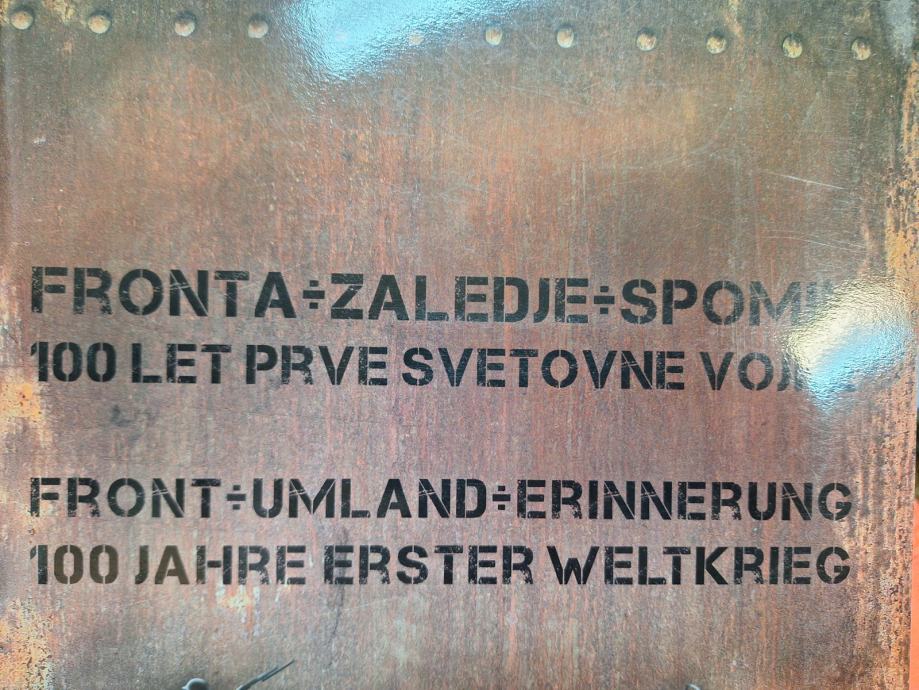 FRONTA÷ZALEDJE÷
100 LET PRVE SVETOVNE
FRONT÷UMLAND÷ERINNERUNG
100 JAHRE ERSTER WELTKRIEG